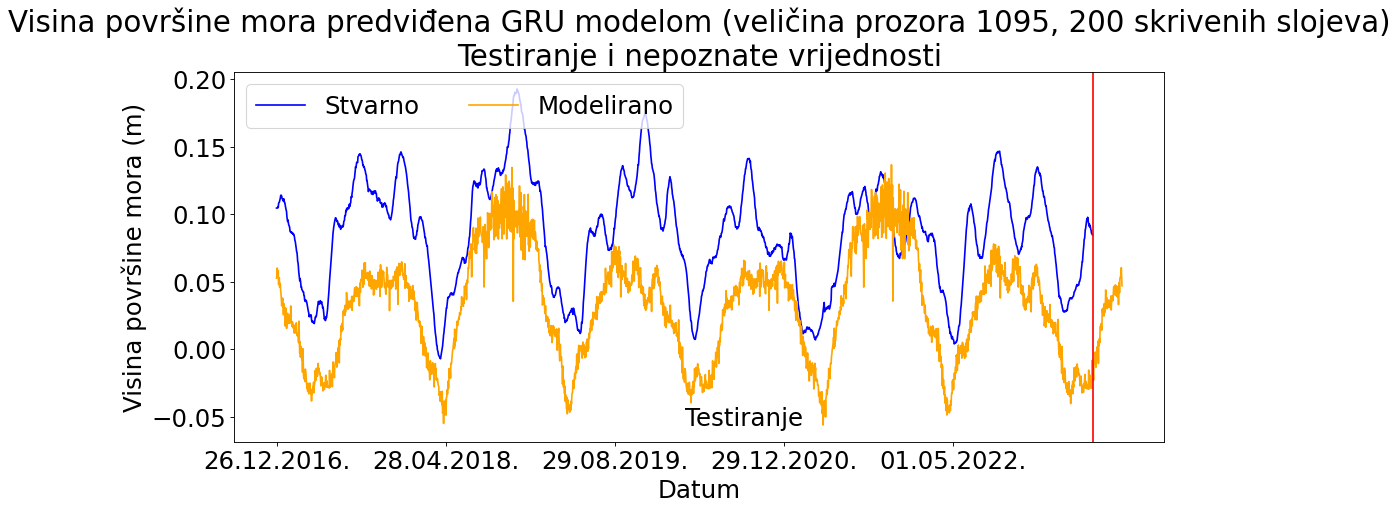 Visina površine mora predviđena GRU modelom (veličina prozora 1095, 200 skrivenih slojeva)
Testiranje i nepoznate vrijednosti
Stvarno Modelirano
Visina površine mora (m)
0.20
0.15
0.10
0.05
0.00
−0.05
Testiranje
26.12.2016. 28.04.2018. 29.08.2019. 29.12.2020. 01.05.2022.
Datum